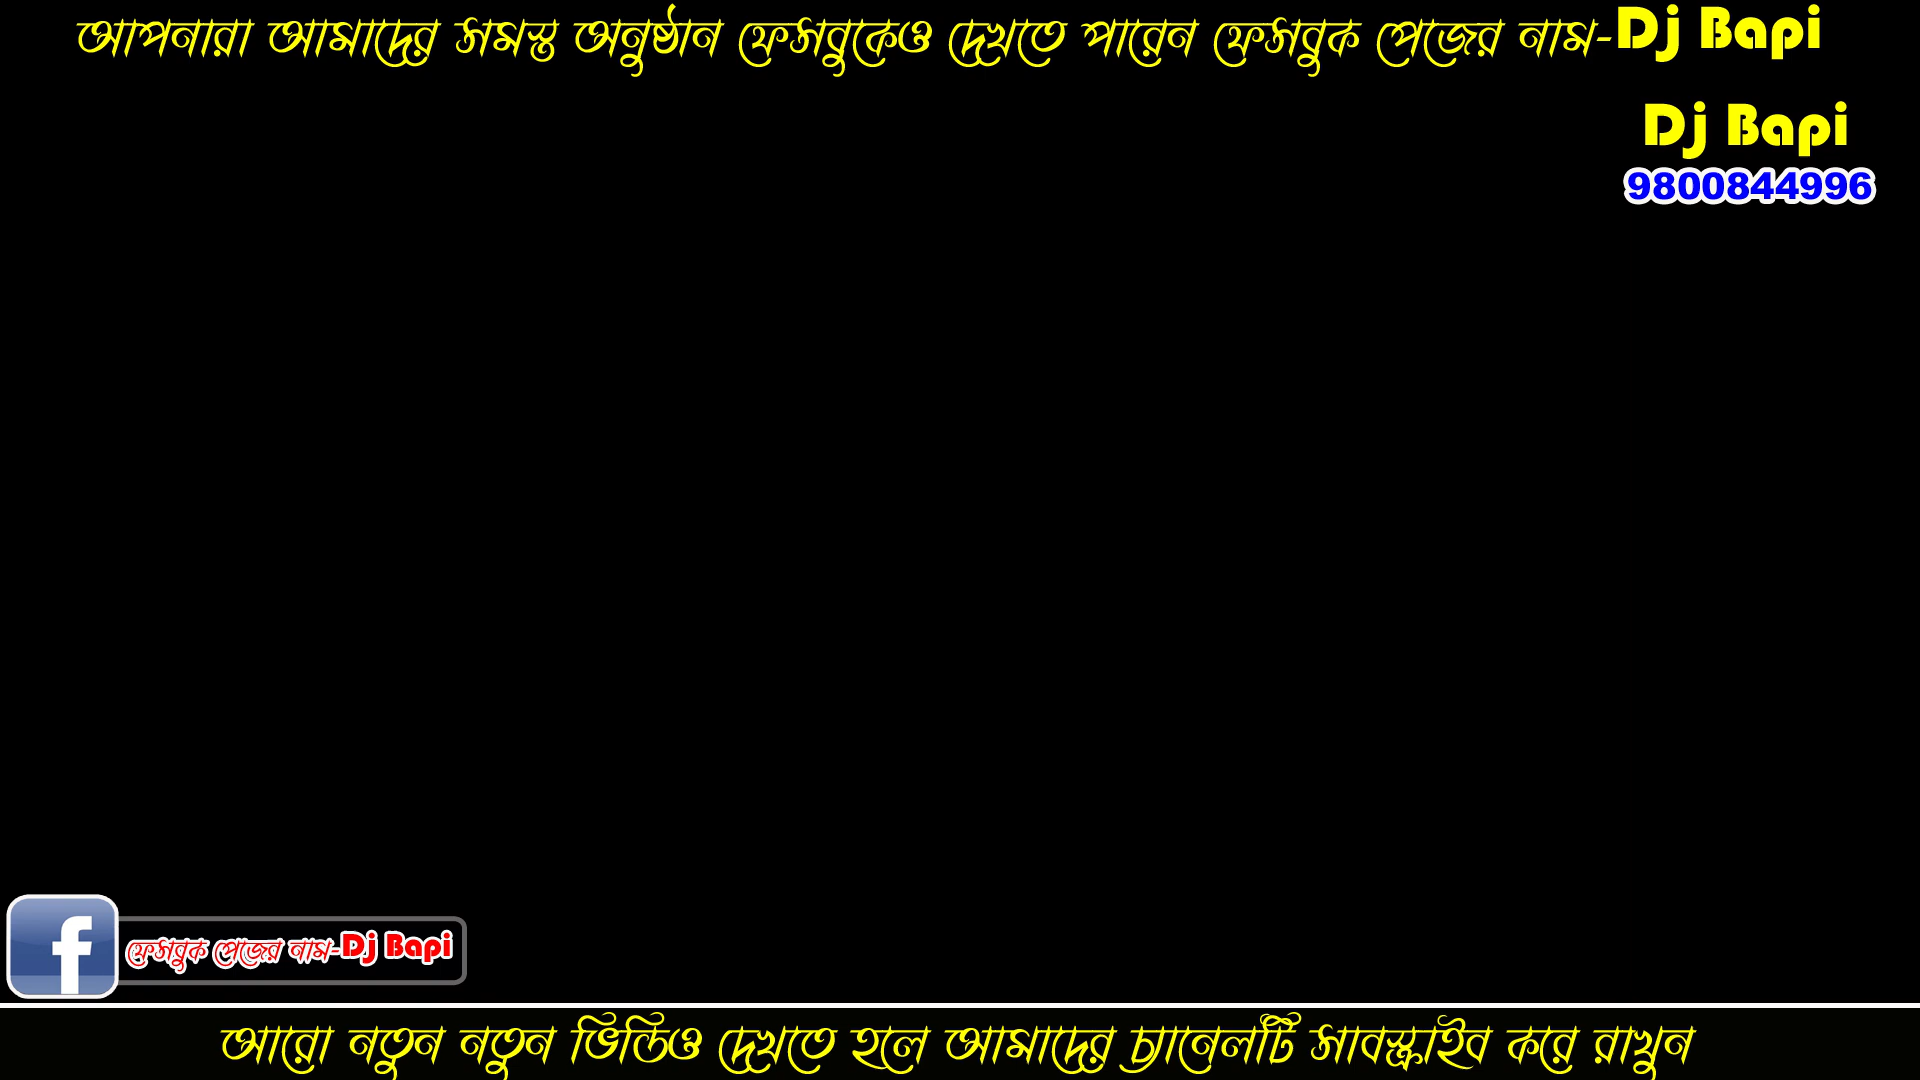 আপনারা আমাদের সমস্ত অনুষ্ঠান ফেসবুকেও দেখতে পারেন ফেসবুক পেজের নাম-Dj Bapi
Dj Bapi
9800844996
f
ফেসবুক পেজের নাম-Dj Bapi
আরো নতুন নতুন ভিডিও দেখতে হলে আমাদের চ্যানেলটি সাবস্ক্রাইব করে রাখুন